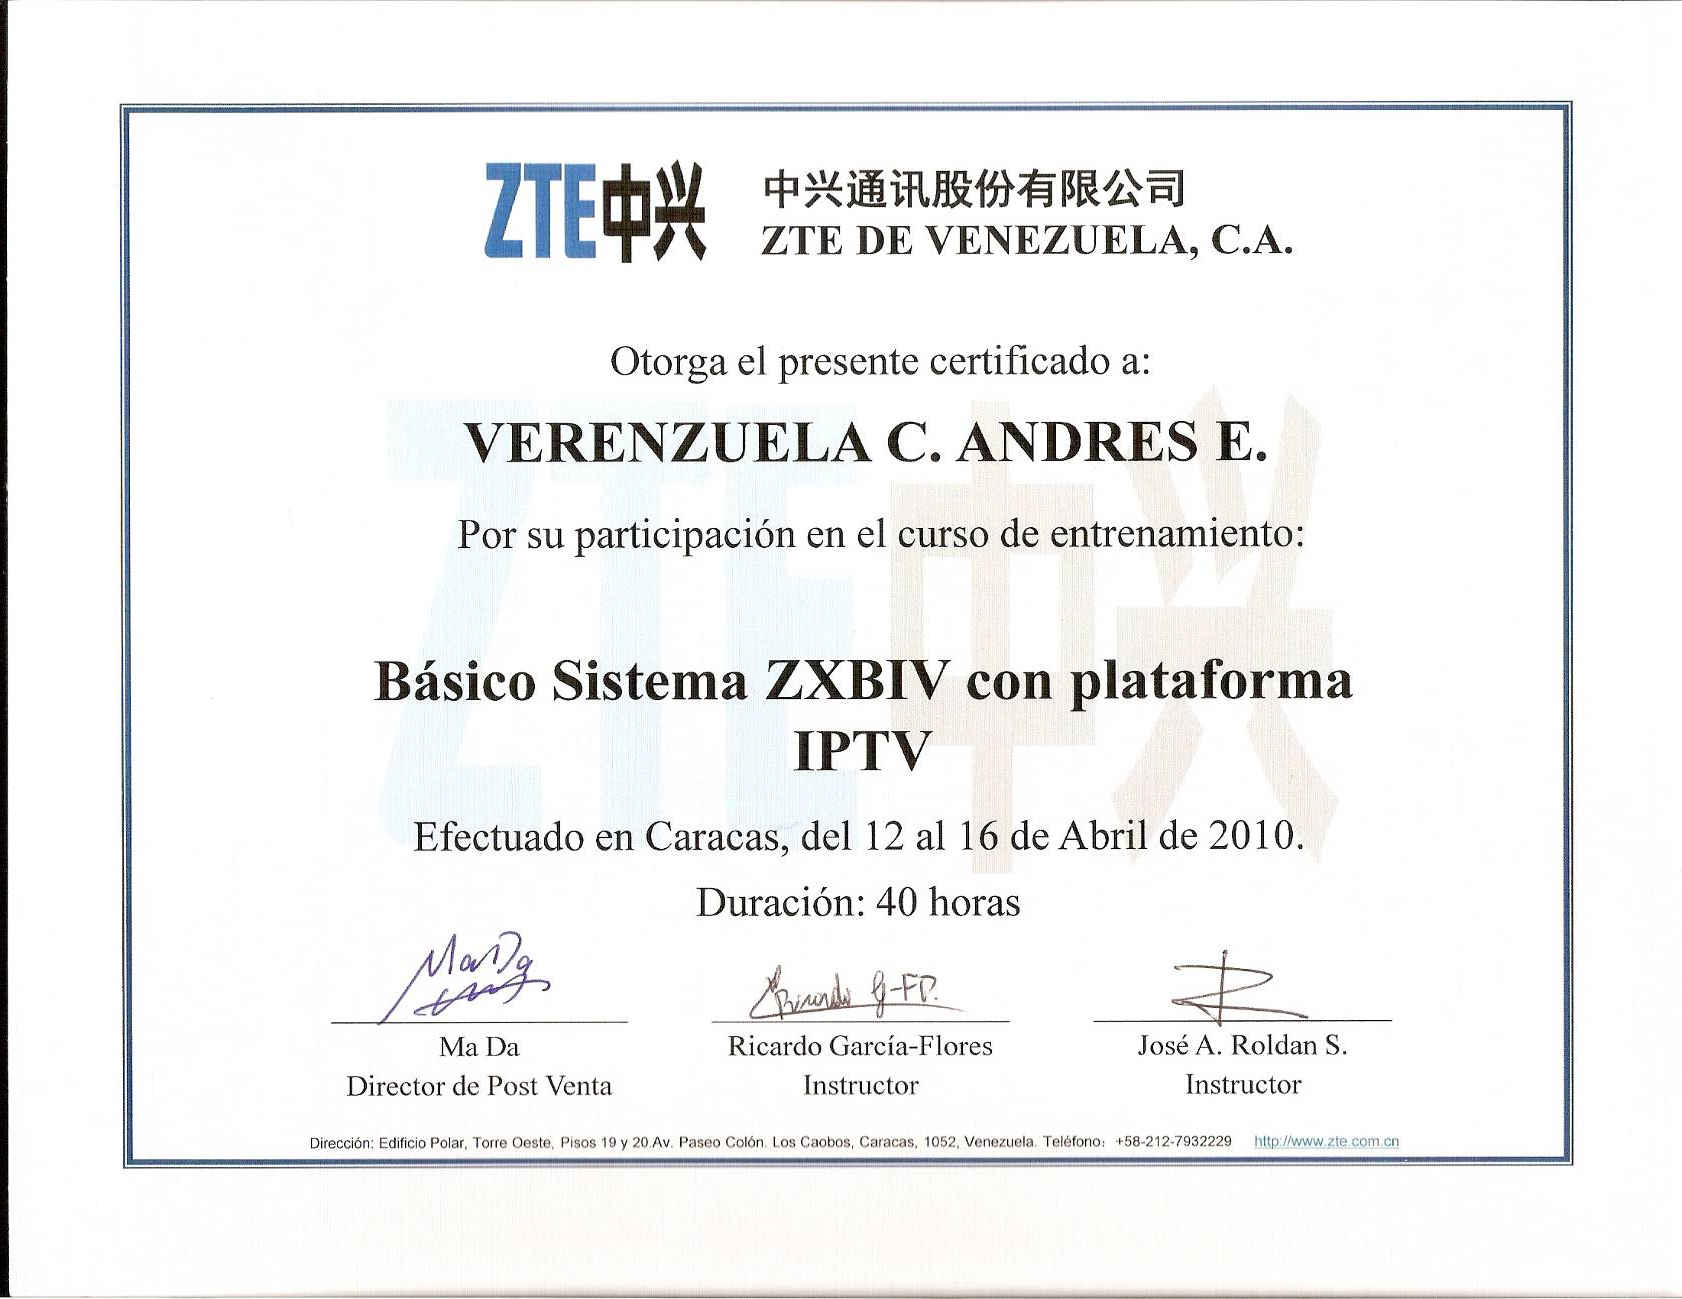 ZTE中兴
中兴通讯股份有限公司
ZTE DE VENEZUELA, C.A.
Otorga el presente certificado a:
VERENZUELA C. ANDRES E.
Por su participación en el curso de entrenamiento:
Básico Sistema ZXBIV con plataforma
IPTV
Efectuado en Caracas, del 12 al 16 de Abril de 2010.
Duración: 40 horas
Ma Da
Ricardo G-FP.
Ma Da
Ricardo García-Flores
José A. Roldan S.
Director de Post Venta
Instructor
Instructor
Dirección: Edificio Polar, Torre Oeste, Pisos 19 y 20.Av. Paseo Colón. Los Caobos, Caracas, 1052, Venezuela. Teléfono: +58-212-7932229 http://www.zte.com.cn